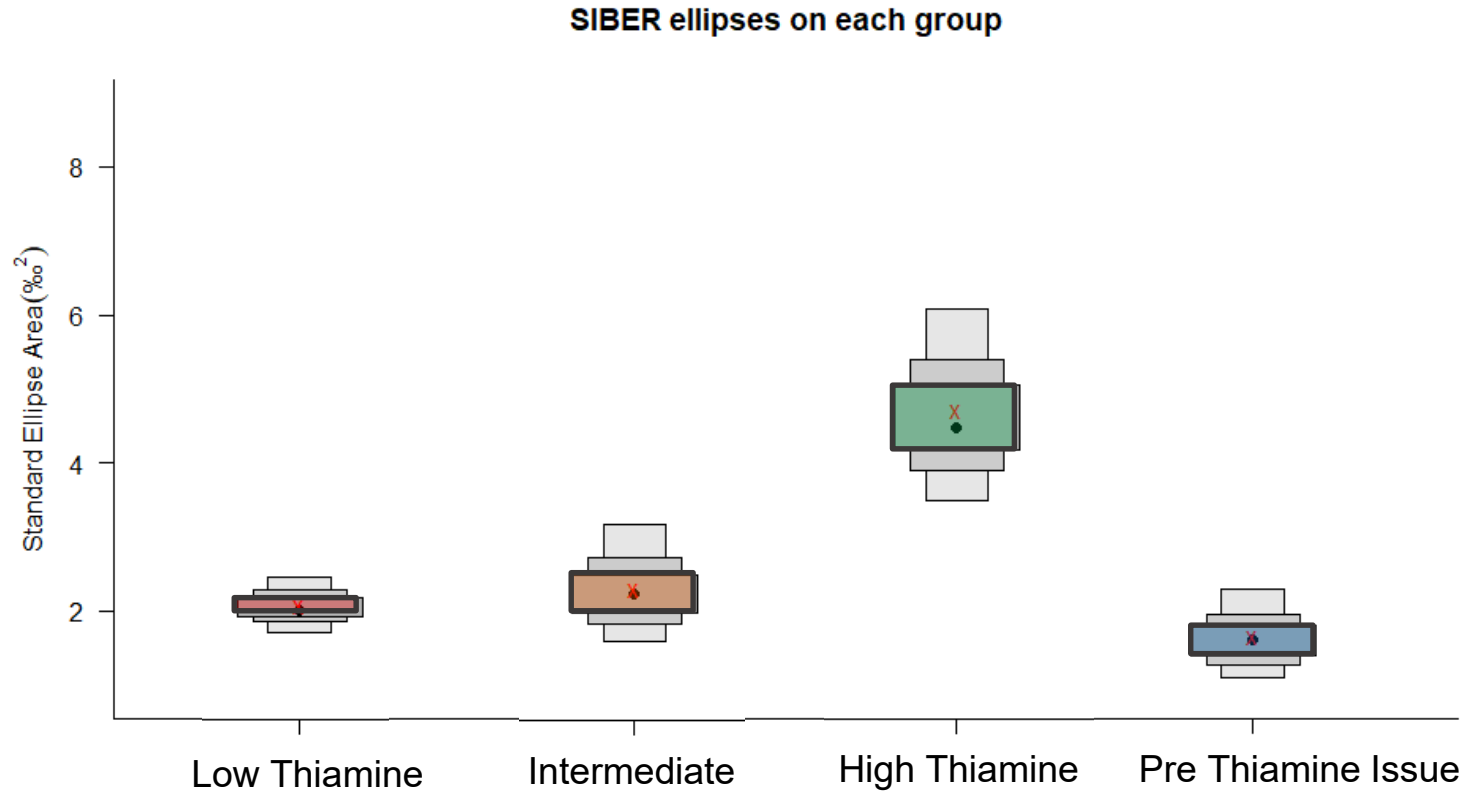 SIBER ellipses on each group
Standard Ellipse Area(‰²)
8
6
4
2
X
X
X
X
Low Thiamine
Intermediate
High Thiamine
Pre Thiamine Issue